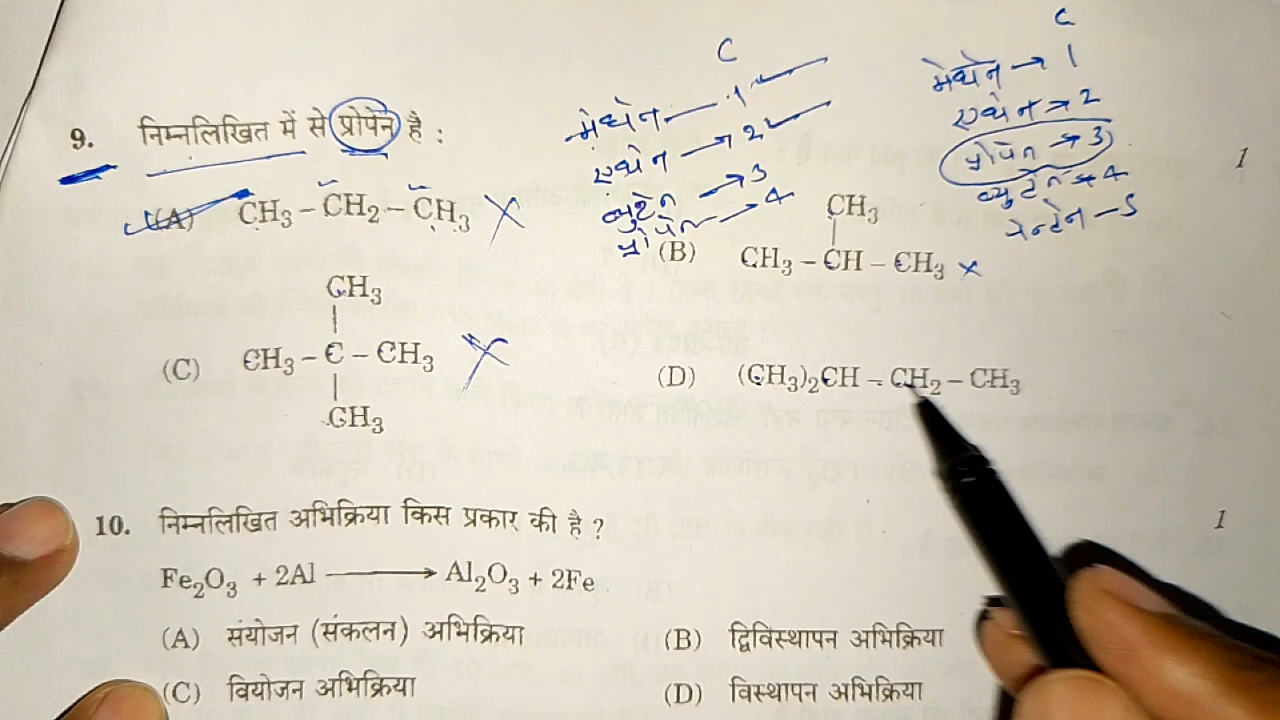 C
मेथेन — 1
एथेन → 2
ब्युटेन → 3
प्रोपेन → 4
C
मेथेन → 1
एथेन → 2
प्रोपेन → 3
ब्युटेन → 4
पेन्टेन – 5
9. निम्नलिखित में से प्रोपेन है : 1
(A) CH3 – CH2 – CH3
(B) CH3
CH3 – CH – CH3
(C) CH3
CH3 – C – CH3
CH3
(D) (CH3)2CH – CH2 – CH3
10. निम्नलिखित अभिक्रिया किस प्रकार की है ? 1
Fe2O3 + 2Al ⟶ Al2O3 + 2Fe
(A) संयोजन (संकलन) अभिक्रिया (B) द्विविस्थापन अभिक्रिया
(C) वियोजन अभिक्रिया (D) विस्थापन अभिक्रिया